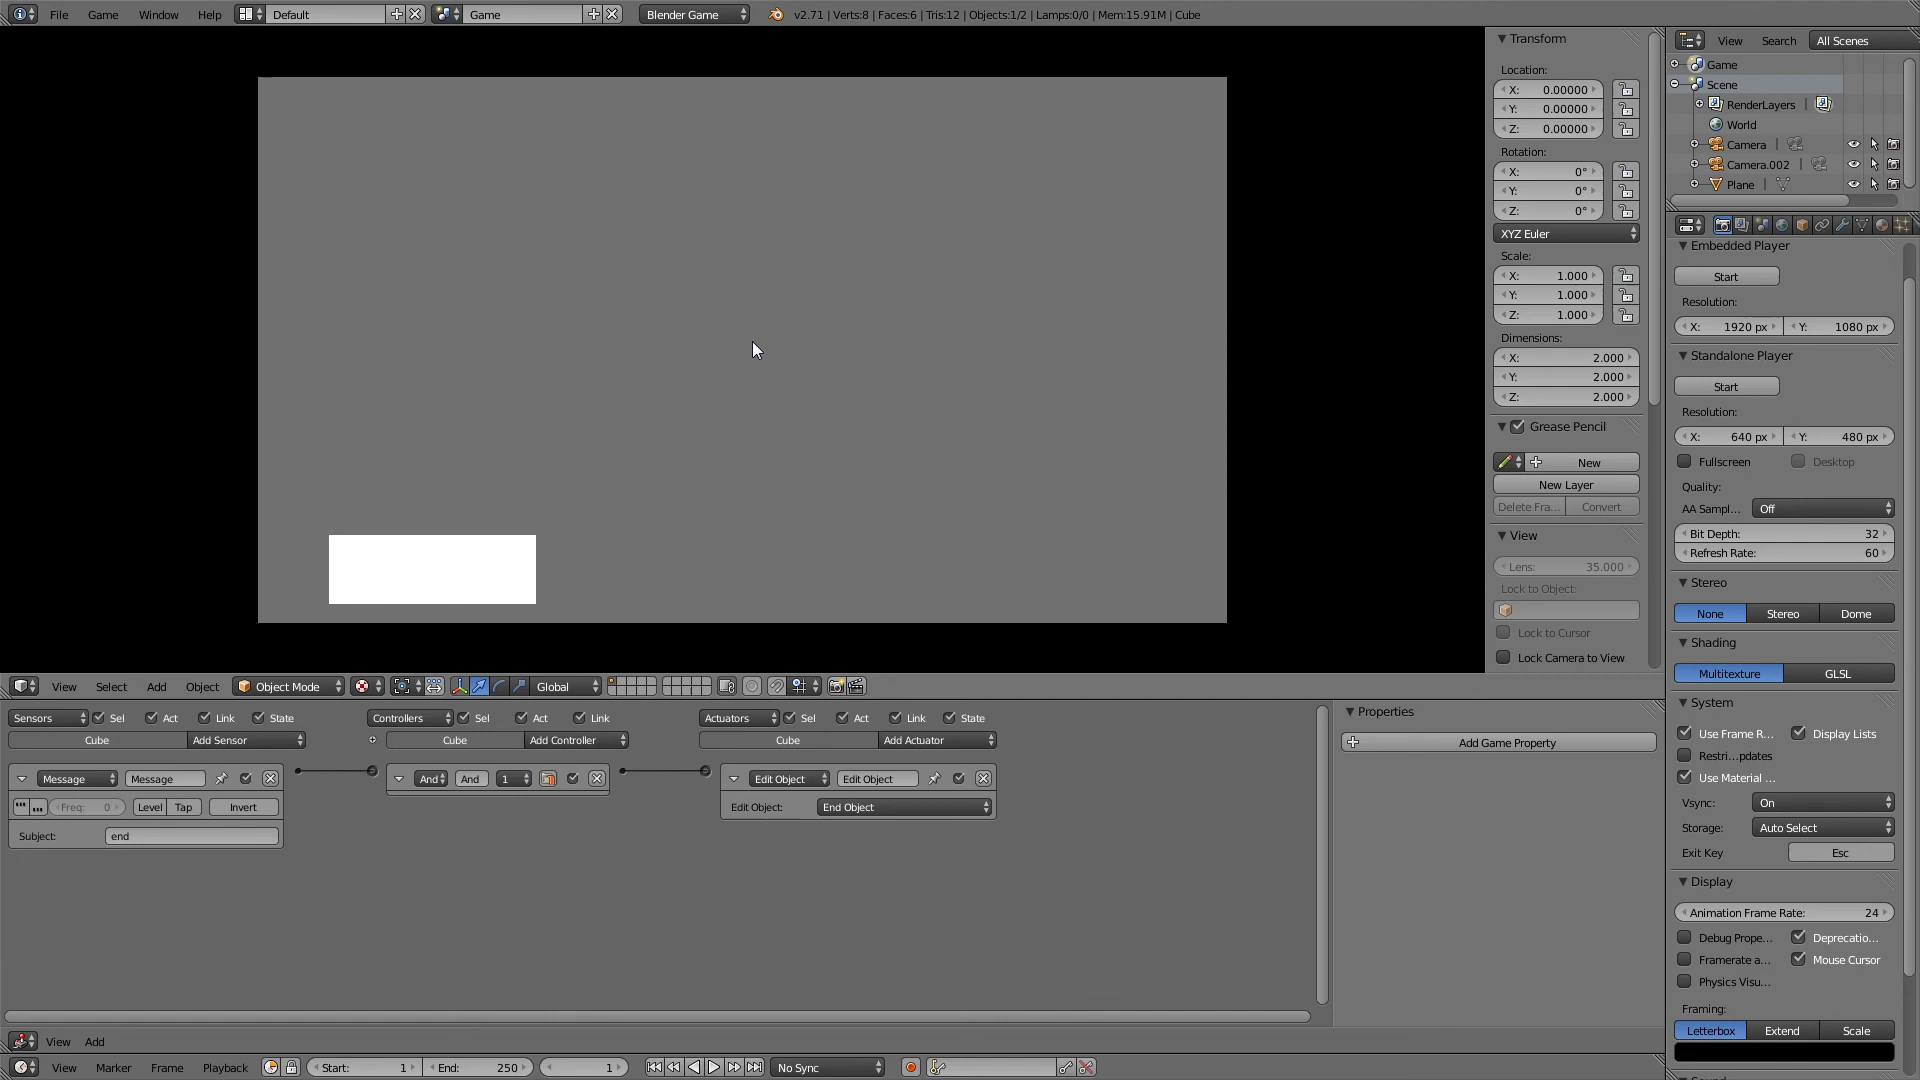 File Game Window Help Default Game Blender Game v2.71 | Verts:8 | Faces:6 | Tris:12 | Objects:1/2 | Lamps:0/0 | Mem:15.91M | Cube
Transform
Location:
X: 0.00000
Y: 0.00000
Z: 0.00000
Rotation:
X: 0°
Y: 0°
Z: 0°
XYZ Euler
Scale:
X: 1.000
Y: 1.000
Z: 1.000
Dimensions:
X: 2.000
Y: 2.000
Z: 2.000
Grease Pencil
New
New Layer
Delete Fra... Convert
View
Lens: 35.000
Lock to Object:
Lock to Cursor
Lock Camera to View
View Search All Scenes
Game
Scene
RenderLayers |
World
Camera |
Camera.002 |
Plane |
Embedded Player
Start
Resolution:
X: 1920 px Y: 1080 px
Standalone Player
Start
Resolution:
X: 640 px Y: 480 px
Fullscreen Desktop
Quality:
AA Sampl... Off
Bit Depth: 32
Refresh Rate: 60
Stereo
None Stereo Dome
Shading
Multitexture GLSL
System
Use Frame R... Display Lists
Restri...pdates
Use Material ...
Vsync: On
Storage: Auto Select
Exit Key Esc
Display
Animation Frame Rate: 24
Debug Prope... Deprecatio...
Framerate a... Mouse Cursor
Physics Visu...
Framing:
Letterbox Extend Scale
View Select Add Object Object Mode Global
Sensors Sel Act Link State Controllers Sel Act Link Actuators Sel Act Link State
Cube Add Sensor Cube Add Controller Cube Add Actuator
Message Message And And 1 Edit Object Edit Object
Freq: 0 Level Tap Invert Edit Object: End Object
Subject: end
Properties
Add Game Property
View Add
View Marker Frame Playback Start: 1 End: 250 1 No Sync